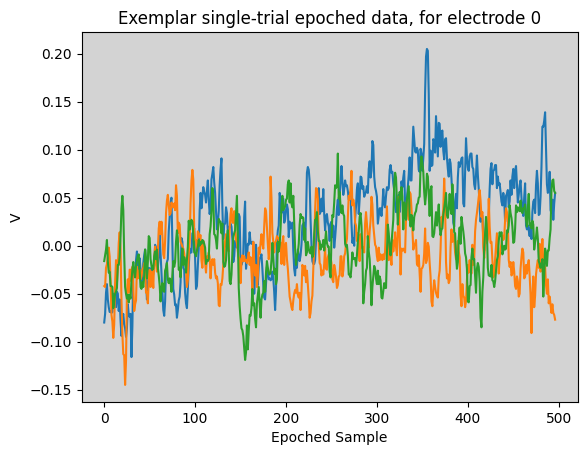 Exemplar single-trial epoched data, for electrode 0
0.20
0.15
0.10
0.05
0.00
−0.05
−0.10
−0.15
V
0 100 200 300 400 500
Epoched Sample